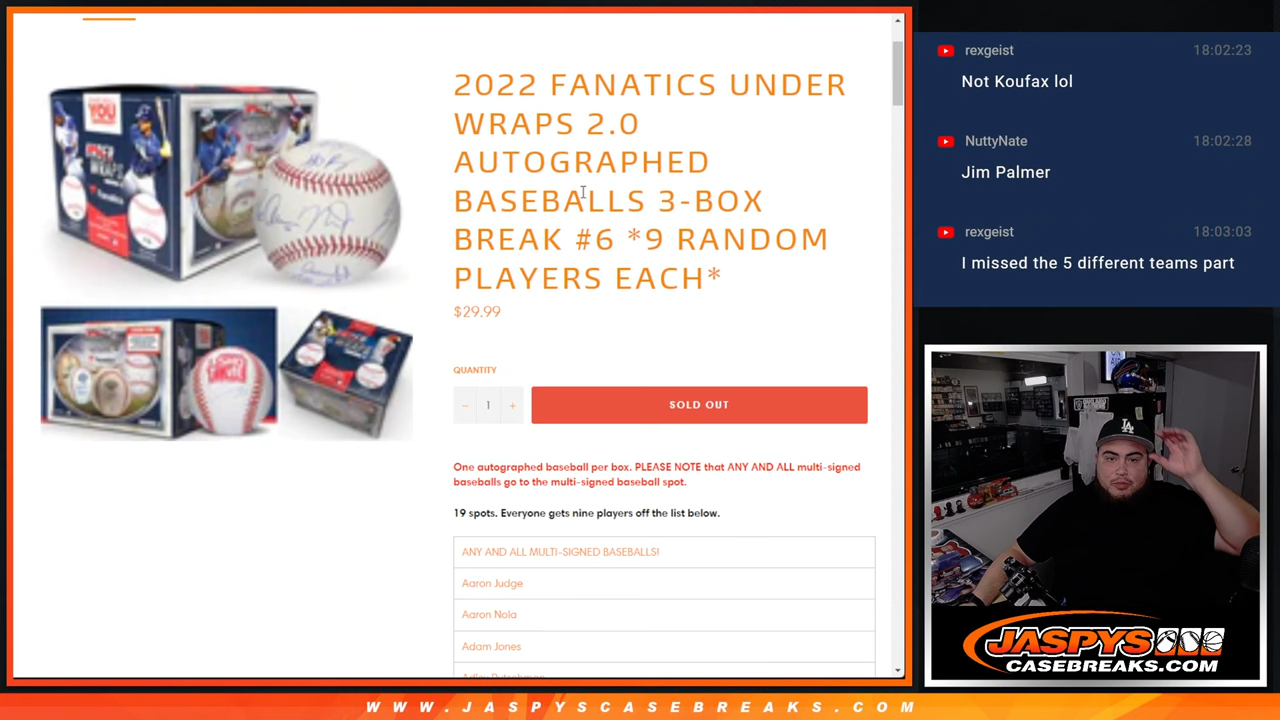 2022 FANATICS UNDER
WRAPS 2.0
AUTOGRAPHED
BASEBALLS 3-BOX
BREAK #6 *9 RANDOM
PLAYERS EACH*
$29.99
QUANTITY
− 1 +
SOLD OUT
One autographed baseball per box. PLEASE NOTE that ANY AND ALL multi-signed
baseballs go to the multi-signed baseball spot.
19 spots. Everyone gets nine players off the list below.
ANY AND ALL MULTI-SIGNED BASEBALLS!
Aaron Judge
Aaron Nola
Adam Jones
rexgeist 18:02:23
Not Koufax lol
NuttyNate 18:02:28
Jim Palmer
rexgeist 18:03:03
I missed the 5 different teams part
LA
JASPYS
CASEBREAKS.COM
WWW.JASPYSCASEBREAKS.COM